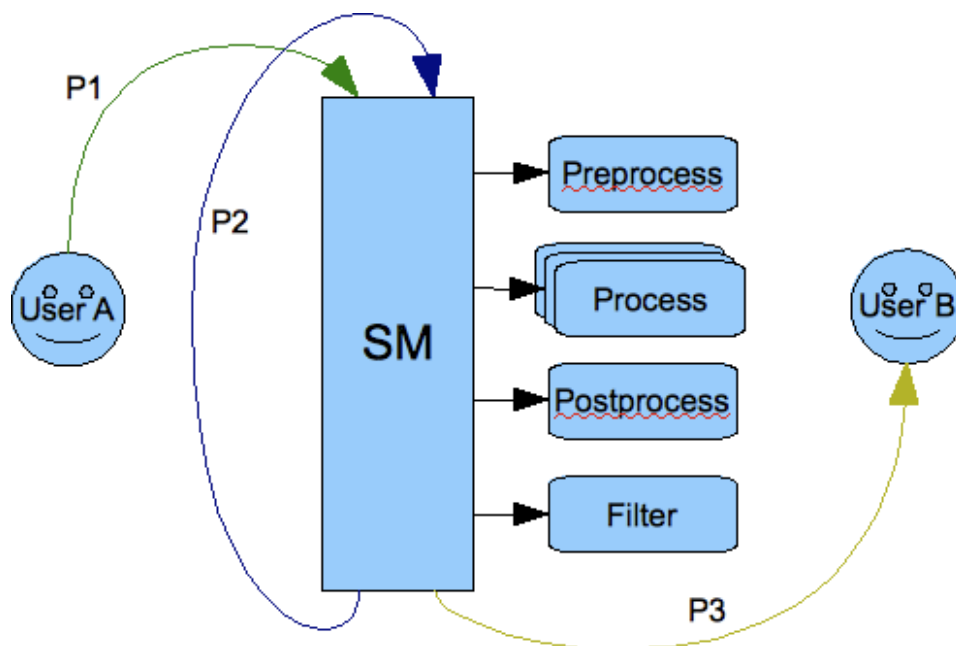 P1
P2
User A
SM
Preprocess
Process
Postprocess
Filter
User B
P3